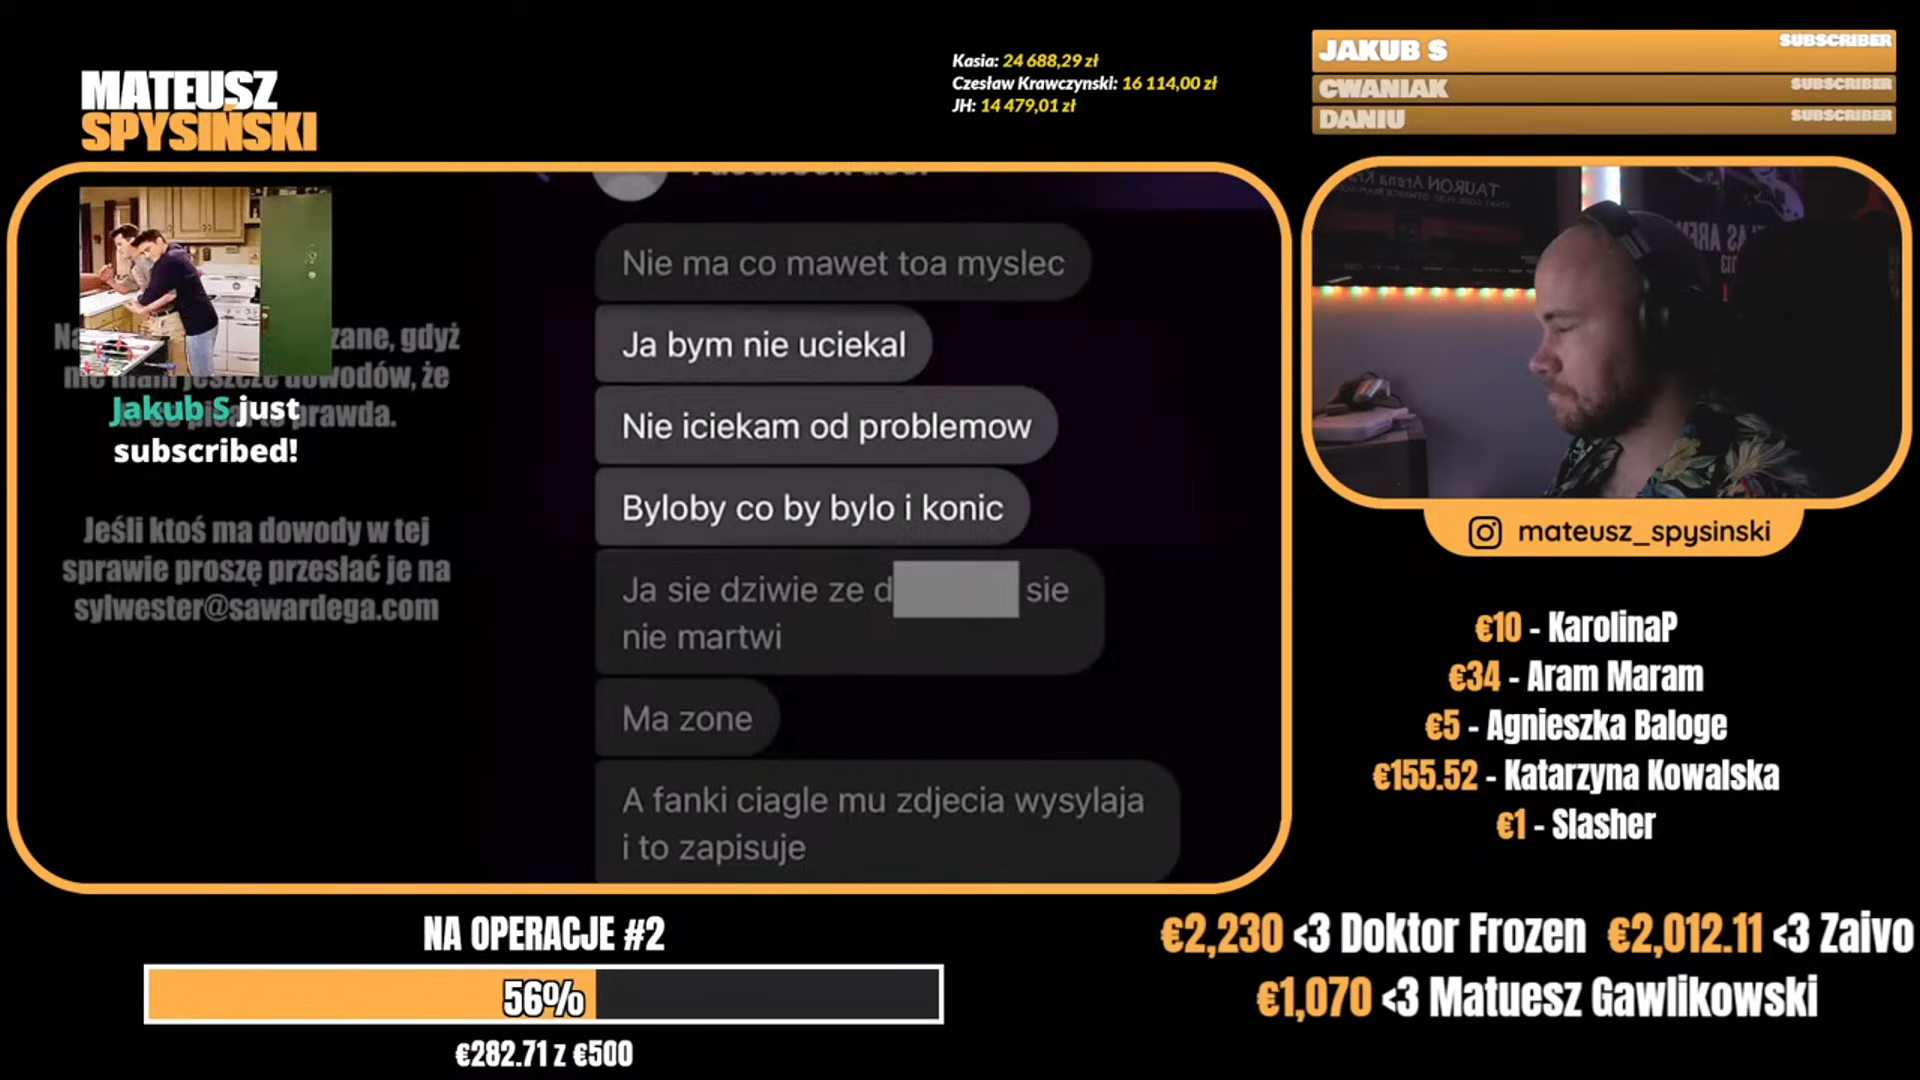 MATEUSZ
SPYSIŃSKI
Kasia: 24 688,29 zł
Czesław Krawczynski: 16 114,00 zł
JH: 14 479,01 zł
JAKUB S SUBSCRIBER
CWANIAK SUBSCRIBER
DANIU SUBSCRIBER
zane, gdyż
nie mam jeszcze dowodów, że
prawda.
Jakub S just
subscribed!
Jeśli ktoś ma dowody w tej
sprawie proszę przesłać je na
sylwester@sawardega.com
Nie ma co mawet toa myslec
Ja bym nie uciekal
Nie iciekam od problemow
Byloby co by bylo i konic
Ja sie dziwie ze d sie
nie martwi
Ma zone
A fanki ciagle mu zdjecia wysylaja
i to zapisuje
TAURON Arena
mateusz_spysinski
€10 - KarolinaP
€34 - Aram Maram
€5 - Agnieszka Baloge
€155.52 - Katarzyna Kowalska
€1 - Slasher
NA OPERACJE #2
56%
€282.71 z €500
€2,230 <3 Doktor Frozen €2,012.11 <3 Zaivo
€1,070 <3 Matuesz Gawlikowski